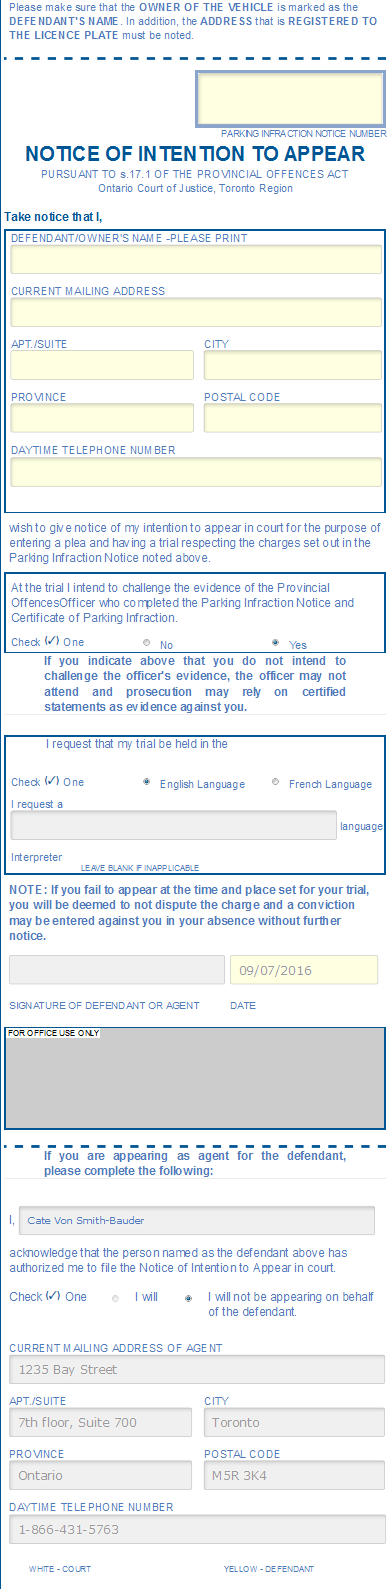 Please make sure that the OWNER OF THE VEHICLE is marked as the
DEFENDANT'S NAME. In addition, the ADDRESS that is REGISTERED TO
THE LICENCE PLATE must be noted.
PARKING INFRACTION NOTICE NUMBER
NOTICE OF INTENTION TO APPEAR
PURSUANT TO s.17.1 OF THE PROVINCIAL OFFENCES ACT
Ontario Court of Justice, Toronto Region
Take notice that I,
DEFENDANT/OWNER'S NAME -PLEASE PRINT
CURRENT MAILING ADDRESS
APT./SUITE CITY
PROVINCE POSTAL CODE
DAYTIME TELEPHONE NUMBER
wish to give notice of my intention to appear in court for the purpose of
entering a plea and having a trial respecting the charges set out in the
Parking Infraction Notice noted above.
At the trial I intend to challenge the evidence of the Provincial
OffencesOfficer who completed the Parking Infraction Notice and
Certificate of Parking Infraction.
Check (✓) One No Yes
If you indicate above that you do not intend to
challenge the officer's evidence, the officer may not
attend and prosecution may rely on certified
statements as evidence against you.
I request that my trial be held in the
Check (✓) One English Language French Language
I request a
language
Interpreter
LEAVE BLANK IF INAPPLICABLE
NOTE: If you fail to appear at the time and place set for your trial,
you will be deemed to not dispute the charge and a conviction
may be entered against you in your absence without further
notice.
09/07/2016
SIGNATURE OF DEFENDANT OR AGENT DATE
FOR OFFICE USE ONLY
If you are appearing as agent for the defendant,
please complete the following:
I, Cate Von Smith-Bauder
acknowledge that the person named as the defendant above has
authorized me to file the Notice of Intention to Appear in court.
Check (✓) One I will I will not be appearing on behalf
of the defendant.
CURRENT MAILING ADDRESS OF AGENT
1235 Bay Street
APT./SUITE CITY
7th floor, Suite 700 Toronto
PROVINCE POSTAL CODE
Ontario M5R 3K4
DAYTIME TELEPHONE NUMBER
1-866-431-5763
WHITE - COURT YELLOW - DEFENDANT